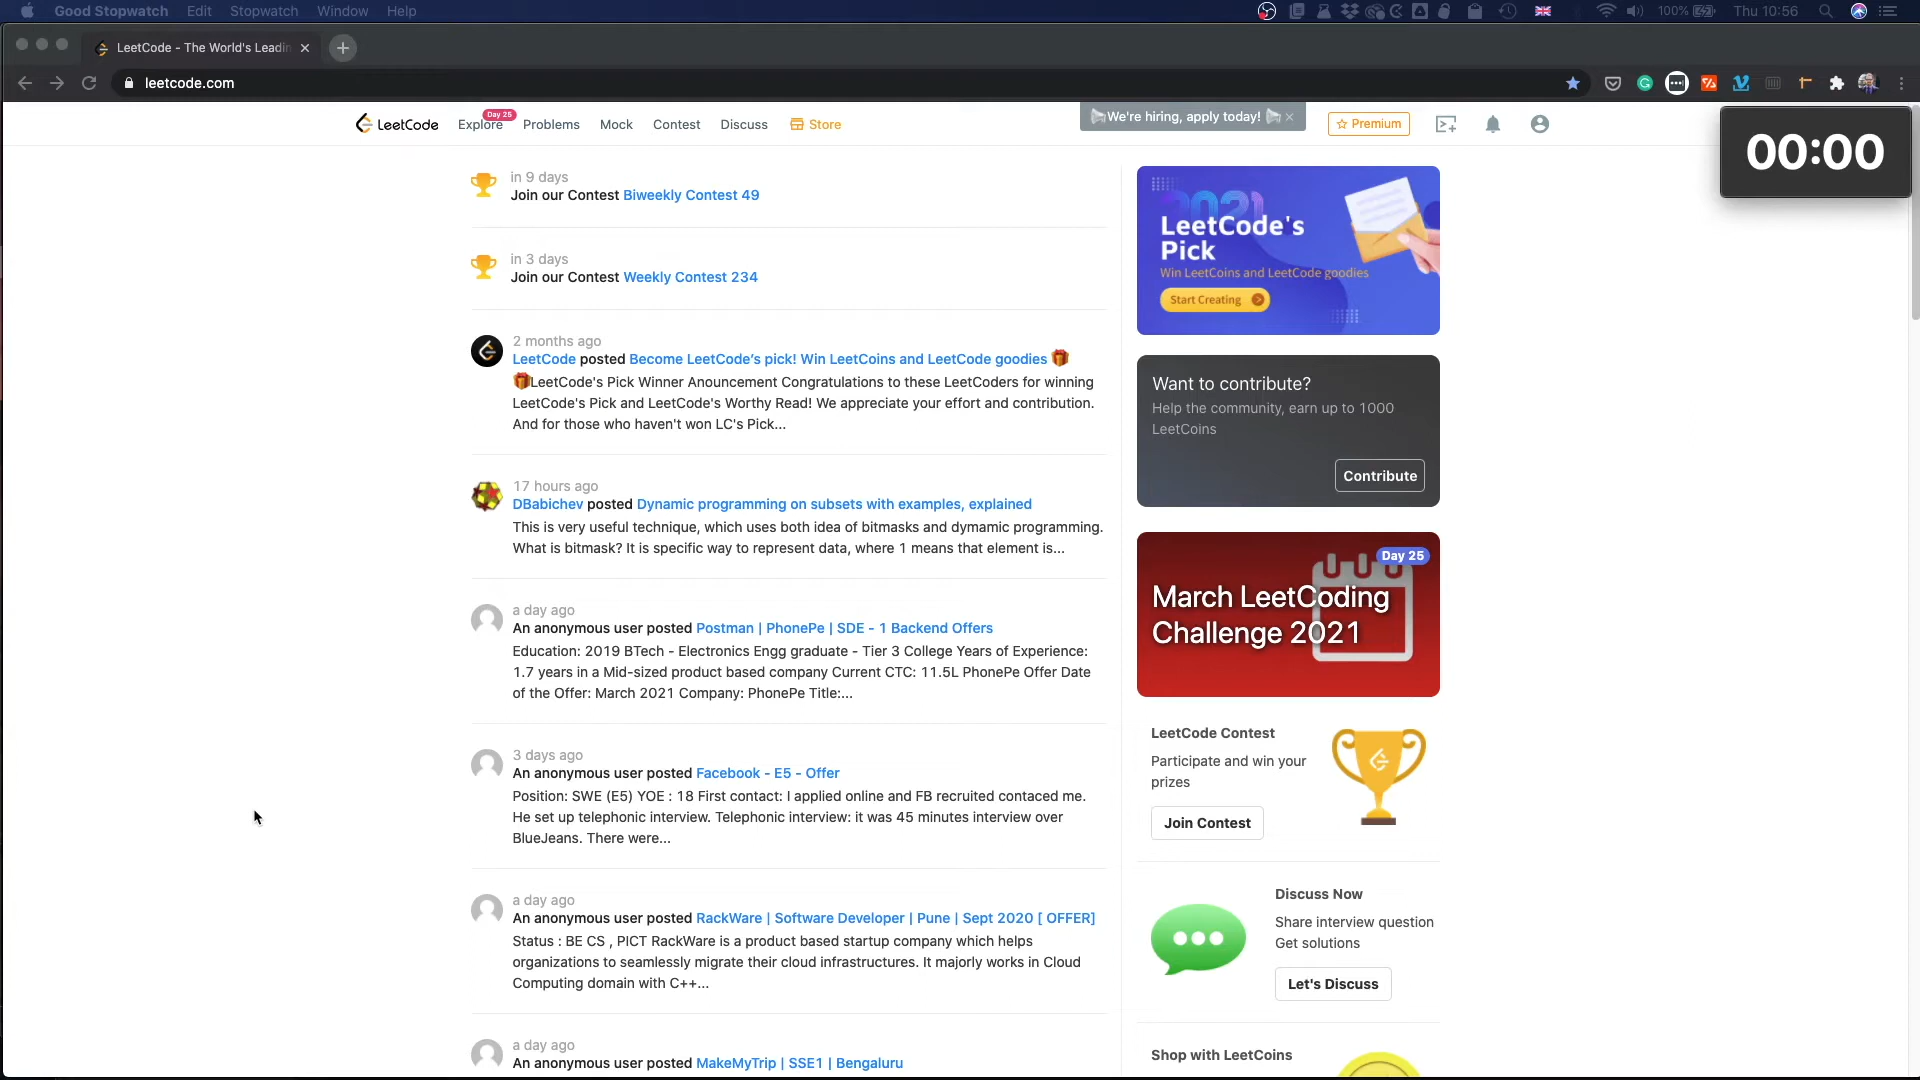 Good Stopwatch Edit Stopwatch Window Help
100% Thu 10:56
LeetCode - The World's Leadin
leetcode.com
LeetCode Explore Day 25 Problems Mock Contest Discuss Store
We're hiring, apply today! ×
Premium
00:00
in 9 days
Join our Contest Biweekly Contest 49
in 3 days
Join our Contest Weekly Contest 234
2 months ago
LeetCode posted Become LeetCode's pick! Win LeetCoins and LeetCode goodies 🎁
🎁LeetCode's Pick Winner Anouncement Congratulations to these LeetCoders for winning
LeetCode's Pick and LeetCode's Worthy Read! We appreciate your effort and contribution.
And for those who haven't won LC's Pick...
17 hours ago
DBabichev posted Dynamic programming on subsets with examples, explained
This is very useful technique, which uses both idea of bitmasks and dymamic programming.
What is bitmask? It is specific way to represent data, where 1 means that element is...
a day ago
An anonymous user posted Postman | PhonePe | SDE - 1 Backend Offers
Education: 2019 BTech - Electronics Engg graduate - Tier 3 College Years of Experience:
1.7 years in a Mid-sized product based company Current CTC: 11.5L PhonePe Offer Date
of the Offer: March 2021 Company: PhonePe Title:...
3 days ago
An anonymous user posted Facebook - E5 - Offer
Position: SWE (E5) YOE : 18 First contact: I applied online and FB recruited contaced me.
He set up telephonic interview. Telephonic interview: it was 45 minutes interview over
BlueJeans. There were...
a day ago
An anonymous user posted RackWare | Software Developer | Pune | Sept 2020 [ OFFER]
Status : BE CS , PICT RackWare is a product based startup company which helps
organizations to seamlessly migrate their cloud infrastructures. It majorly works in Cloud
Computing domain with C++...
a day ago
An anonymous user posted MakeMyTrip | SSE1 | Bengaluru
2021
LeetCode's
Pick
Win LeetCoins and LeetCode goodies
Start Creating
Want to contribute?
Help the community, earn up to 1000
LeetCoins
Contribute
Day 25
March LeetCoding
Challenge 2021
LeetCode Contest
Participate and win your
prizes
Join Contest
Discuss Now
Share interview question
Get solutions
Let's Discuss
Shop with LeetCoins